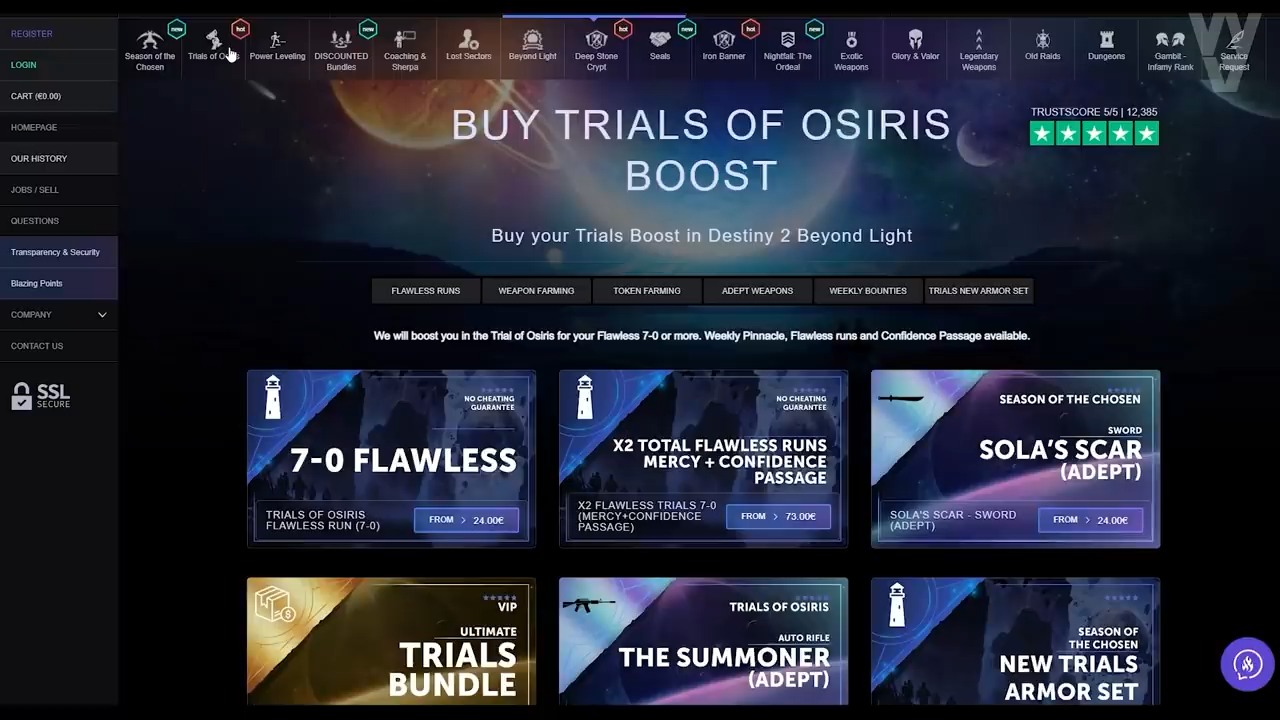 REGISTER
LOGIN
CART (€0.00)
HOMEPAGE
OUR HISTORY
JOBS / SELL
QUESTIONS
Transparency & Security
Blazing Points
COMPANY
CONTACT US
SSL
SECURE
new
hot
new
hot
new
hot
new
Season of the
Chosen
Trials of
Power Leveling
DISCOUNTED
Bundles
Coaching &
Sherpa
Lost Sectors
Beyond Light
Deep Stone
Crypt
Seals
Iron Banner
Nightfall: The
Ordeal
Exotic
Weapons
Glory & Valor
Legendary
Weapons
Old Raids
Dungeons
Gambit -
Infamy Rank
Service
Request
BUY TRIALS OF OSIRIS
BOOST
TRUSTSCORE 5/5 | 12,385
Buy your Trials Boost in Destiny 2 Beyond Light
FLAWLESS RUNS
WEAPON FARMING
TOKEN FARMING
ADEPT WEAPONS
WEEKLY BOUNTIES
TRIALS NEW ARMOR SET
We will boost you in the Trial of Osiris for your Flawless 7-0 or more. Weekly Pinnacle, Flawless runs and Confidence Passage available.
NO CHEATING
GUARANTEE
7-0 FLAWLESS
TRIALS OF OSIRIS
FLAWLESS RUN (7-0)
FROM > 24.00€
NO CHEATING
GUARANTEE
X2 TOTAL FLAWLESS RUNS
MERCY + CONFIDENCE
PASSAGE
X2 FLAWLESS TRIALS 7-0
(MERCY+CONFIDENCE
PASSAGE)
FROM > 73.00€
SEASON OF THE CHOSEN
SWORD
SOLA'S SCAR
(ADEPT)
SOLA'S SCAR - SWORD
(ADEPT)
FROM > 24.00€
VIP
ULTIMATE
TRIALS
BUNDLE
TRIALS OF OSIRIS
AUTO RIFLE
THE SUMMONER
(ADEPT)
SEASON OF
THE CHOSEN
NEW TRIALS
ARMOR SET